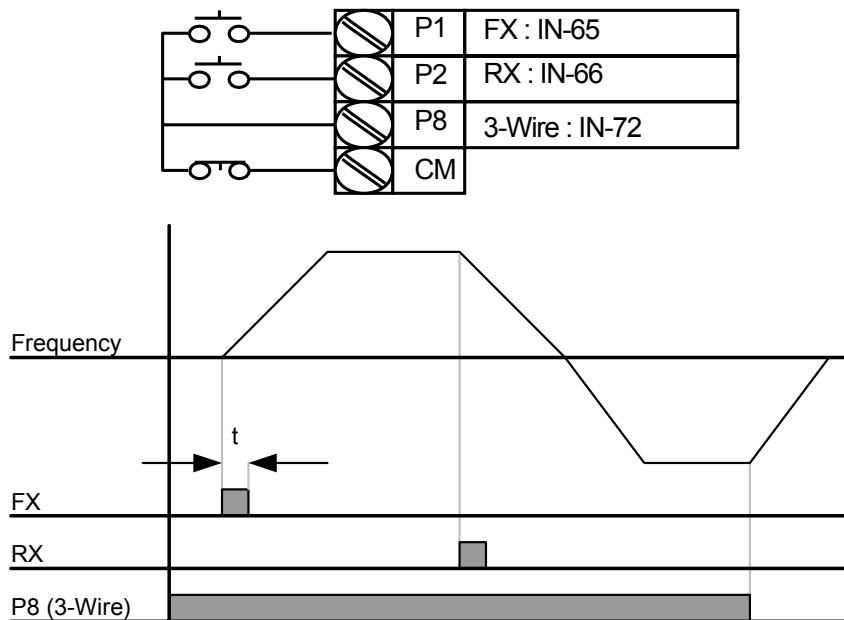 P1 FX : IN-65
P2 RX : IN-66
P8 3-Wire : IN-72
CM
Frequency
t
FX
RX
P8 (3-Wire)